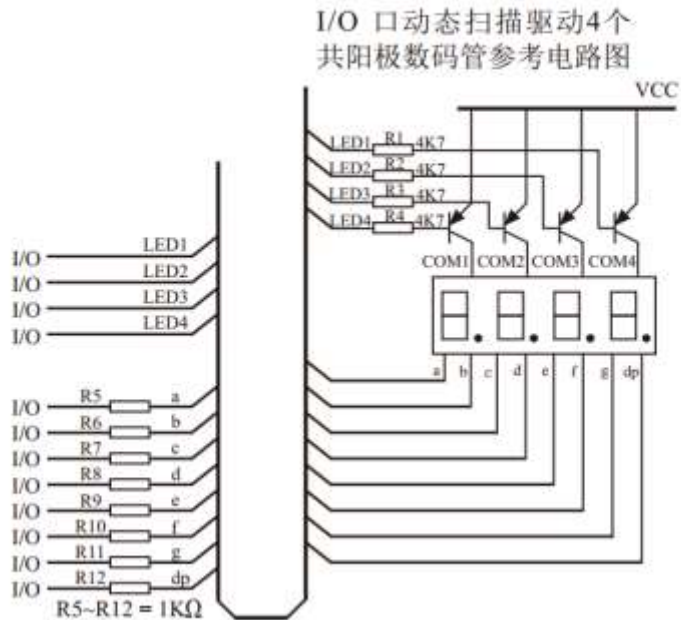 I/O 口动态扫描驱动4个
共阳极数码管参考电路图
VCC
LED1 R1 4K7
LED2 R2 4K7
LED3 R3 4K7
LED4 R4 4K7
COM1 COM2 COM3 COM4
a b c d e f g dp
I/O LED1
I/O LED2
I/O LED3
I/O LED4
I/O R5 a
I/O R6 b
I/O R7 c
I/O R8 d
I/O R9 e
I/O R10 f
I/O R11 g
I/O R12 dp
R5~R12 = 1KΩ